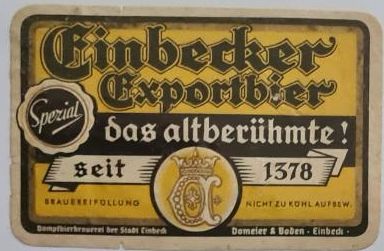 Einbecker
Exportbier
Spezial
das altberühmte!
seit 1378
BRAUEREIFÜLLUNG NICHT ZU KÜHL AUFBEW.
Dampfbierbrauerei der Stadt Einbeck Domeier & Boden - Einbeck -